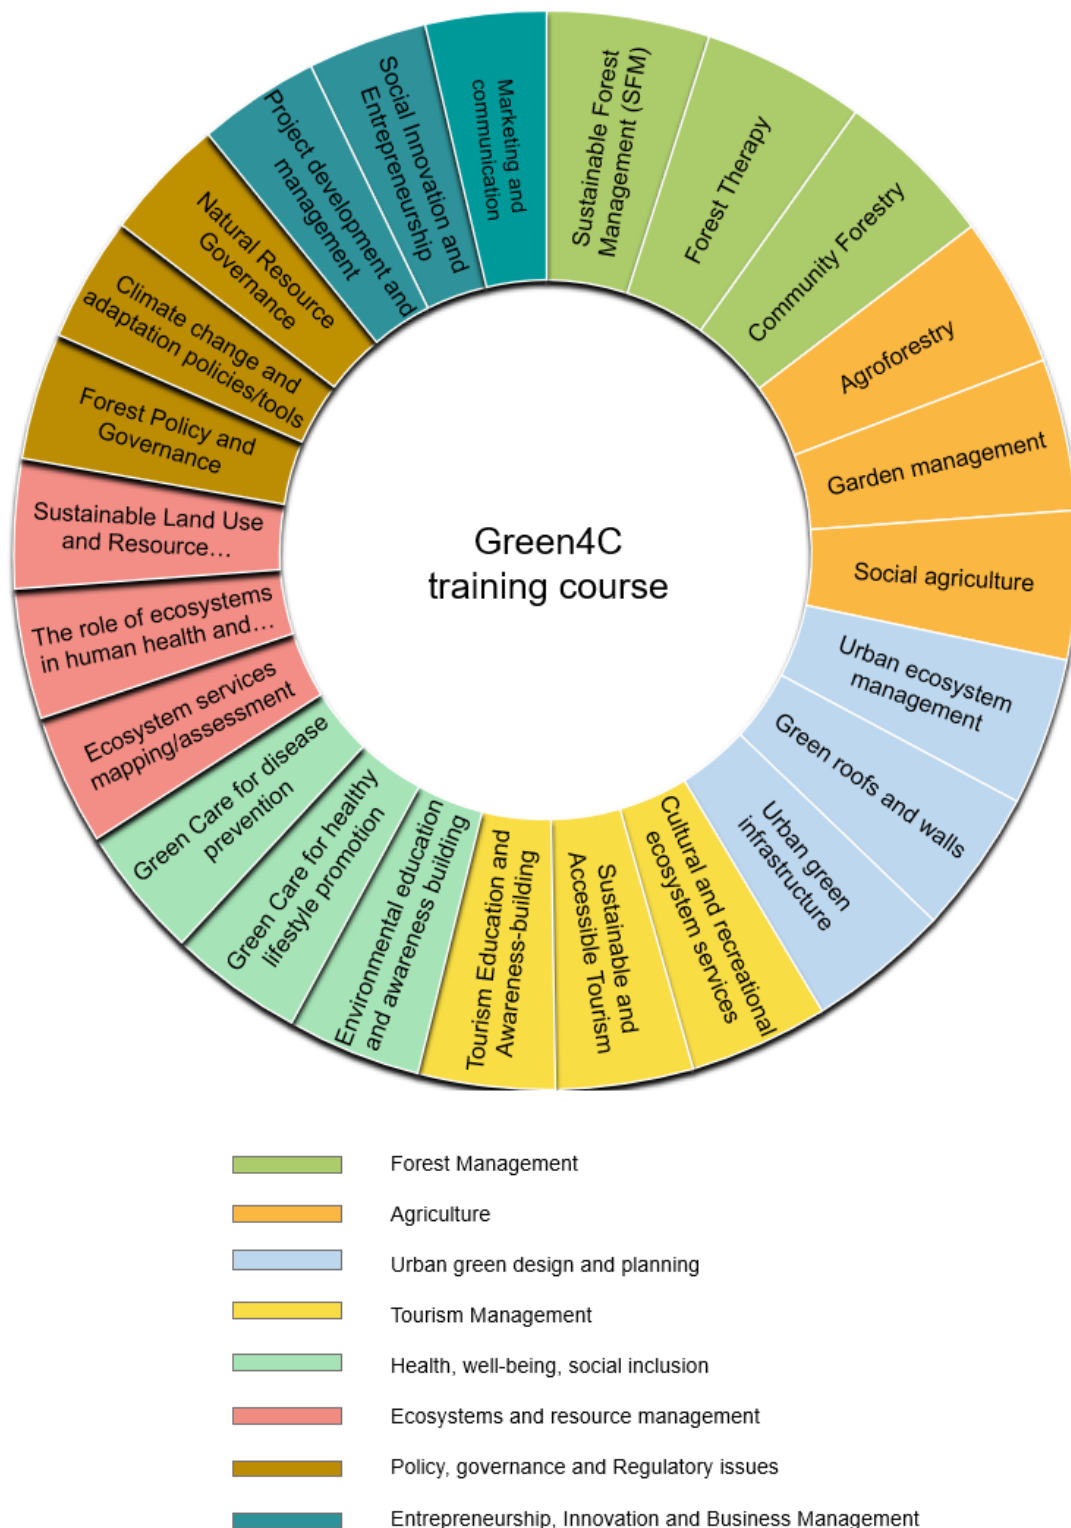 Sustainable Forest
Management (SFM)
Forest Therapy
Community Forestry
Agroforestry
Garden management
Social agriculture
Urban ecosystem
management
Green roofs and walls
Urban green
infrastructure
Cultural and recreational
ecosystem services
Sustainable and
Accessible Tourism
Tourism Education and
Awareness-building
Environmental education
and awareness building
Green Care for healthy
lifestyle promotion
Green Care for disease
prevention
Ecosystem services
mapping/assessment
The role of ecosystems
in human health and…
Sustainable Land Use
and Resource…
Forest Policy and
Governance
Climate change and
adaptation policies/tools
Natural Resource
Governance
Project development and
management
Social Innovation and
Entrepreneurship
Marketing and
communication
Green4C
training course
Forest Management
Agriculture
Urban green design and planning
Tourism Management
Health, well-being, social inclusion
Ecosystems and resource management
Policy, governance and Regulatory issues
Entrepreneurship, Innovation and Business Management